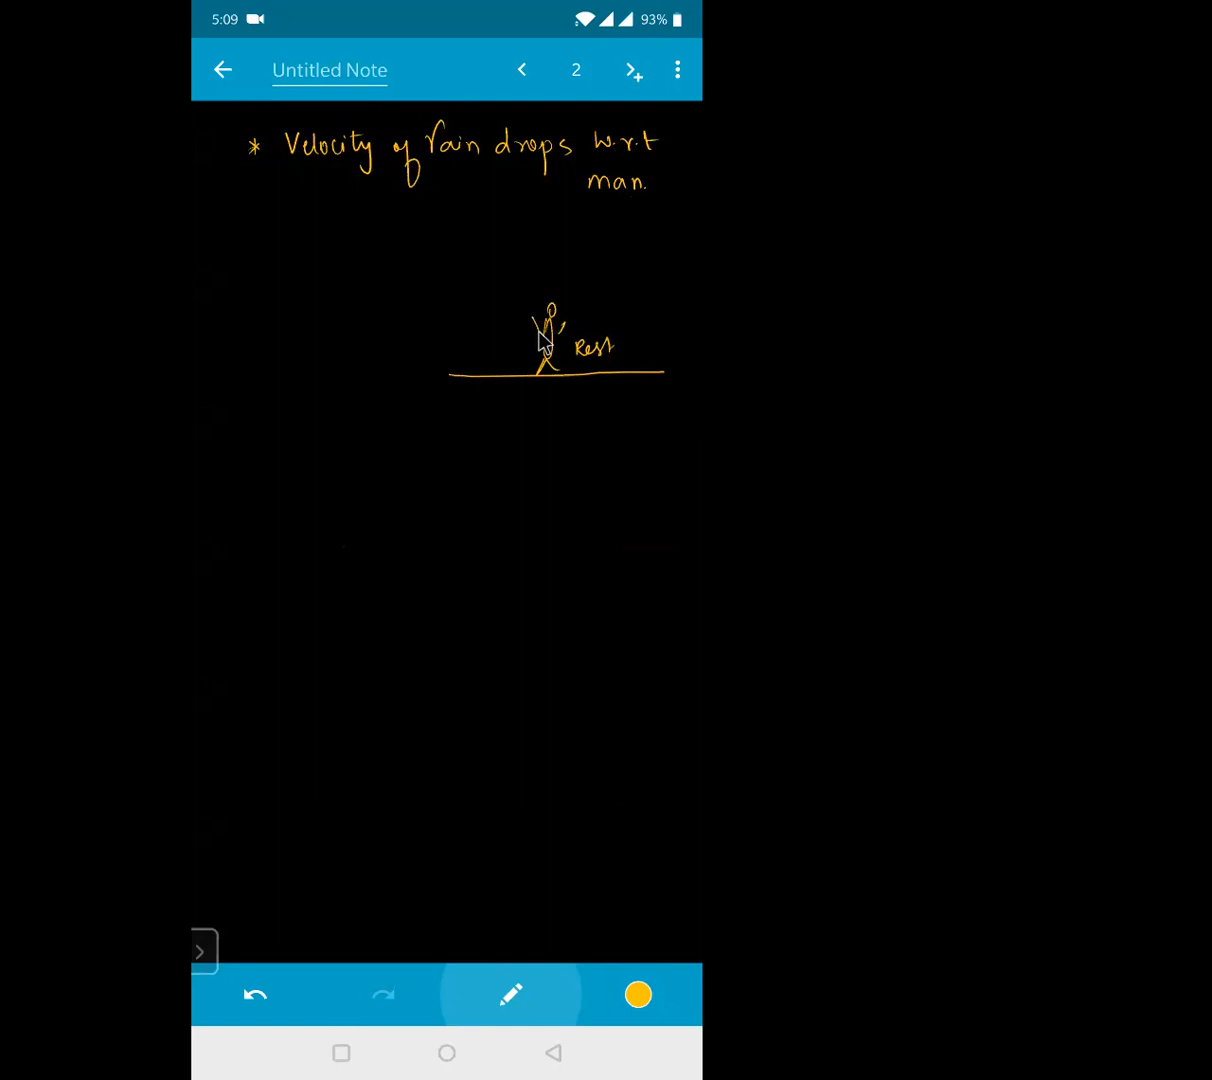 5:09 93%
Untitled Note 2
* Velocity of rain drops w.r.t
man.
Rest